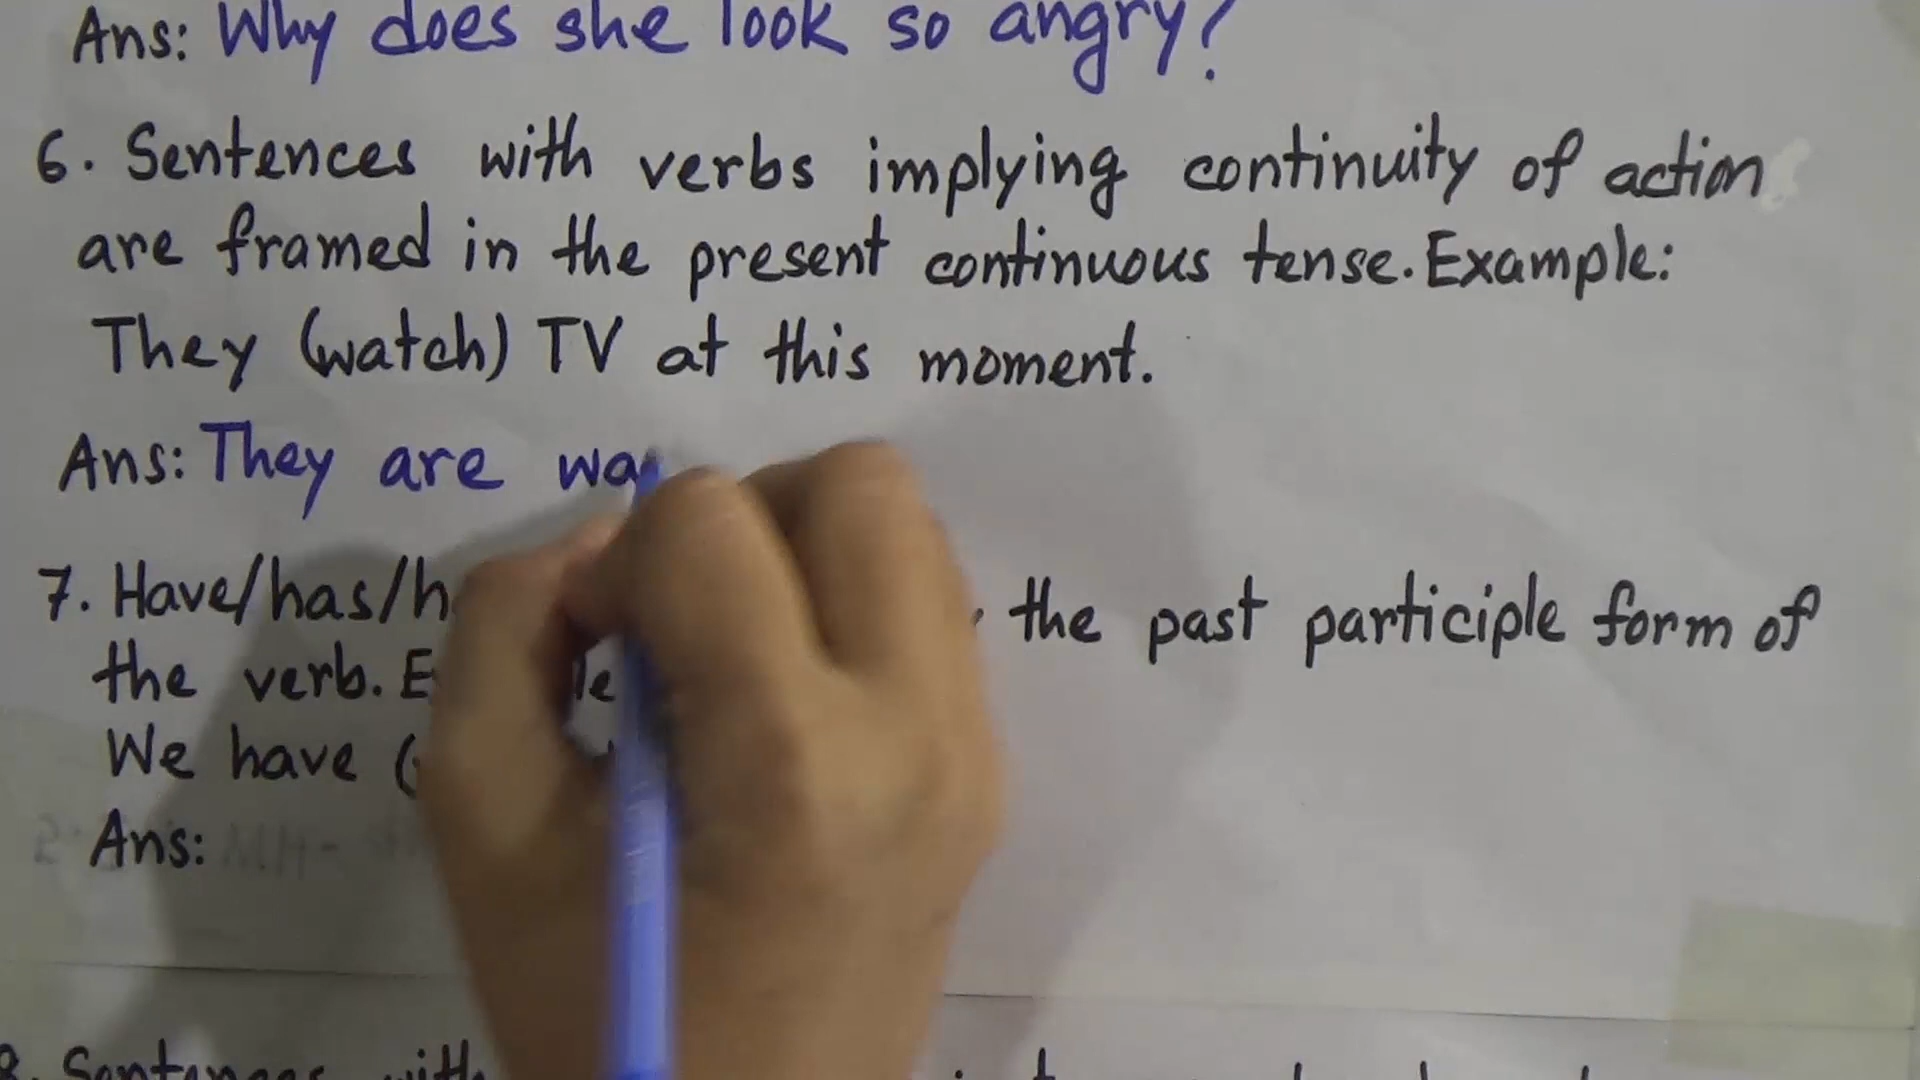 Ans: Why does she look so angry?
6. Sentences with verbs implying continuity of action
are framed in the present continuous tense. Example:
They (watch) TV at this moment.
Ans: They are
7. Have/has/ the past participle form of
the verb.
We have
Ans:
Sentences with